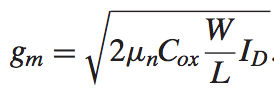 $g_m = \sqrt{2\mu_n C_{ox} \frac{W}{L} I_D}.$